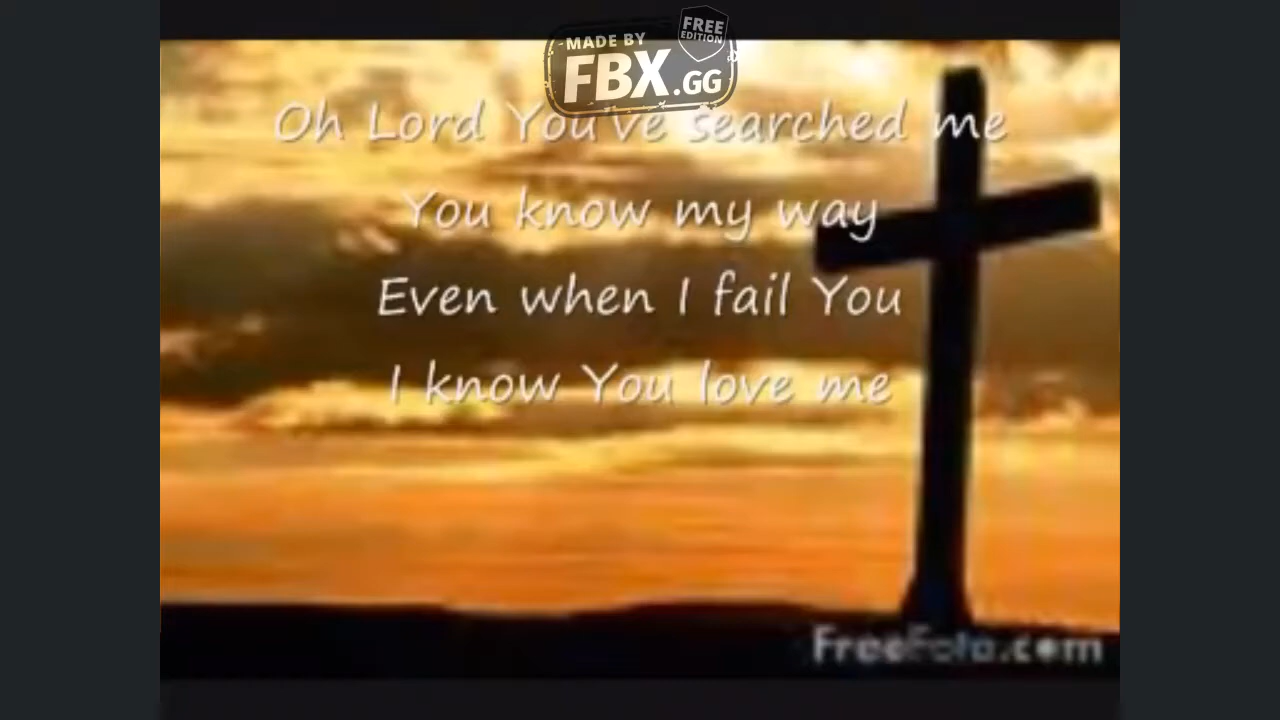 FREE
EDITION
MADE BY
FBX.GG
Oh Lord You've searched me
You know my way
Even when I fail You
I know You love me
FreeFoto.com